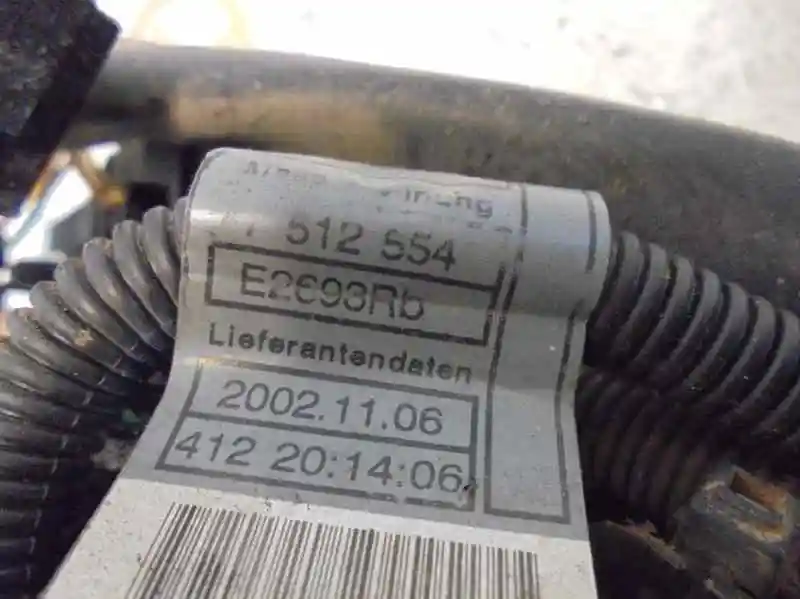 512 554
E2693Rb
Lieferantendaten
2002.11.06
412 20:14:06